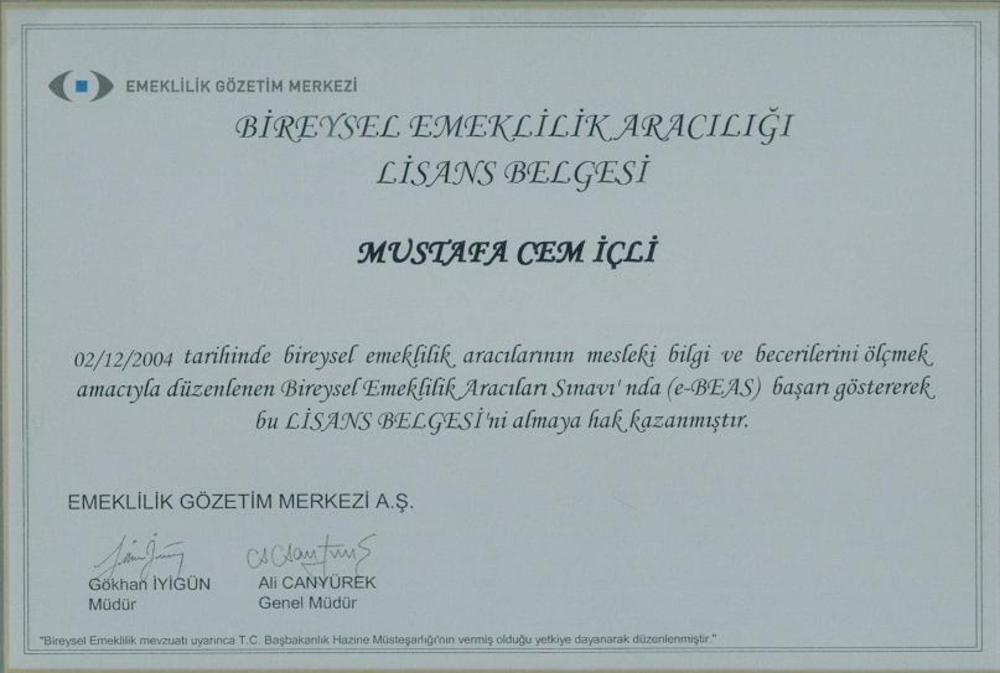 EMEKLİLİK GÖZETİM MERKEZİ
BİREYSEL EMEKLİLİK ARACILIĞI
LİSANS BELGESİ
MUSTAFA CEM İÇLİ
02/12/2004 tarihinde bireysel emeklilik aracılarının mesleki bilgi ve becerilerini ölçmek
amacıyla düzenlenen Bireysel Emeklilik Aracıları Sınavı' nda (e-BEAS) başarı göstererek
bu LİSANS BELGESİ'ni almaya hak kazanmıştır.
EMEKLİLİK GÖZETİM MERKEZİ A.Ş.
Gökhan İYİGÜN Ali CANYÜREK
Müdür Genel Müdür
"Bireysel Emeklilik mevzuatı uyarınca T.C. Başbakanlık Hazine Müsteşarlığı'nın vermiş olduğu yetkiye dayanarak düzenlenmiştir."